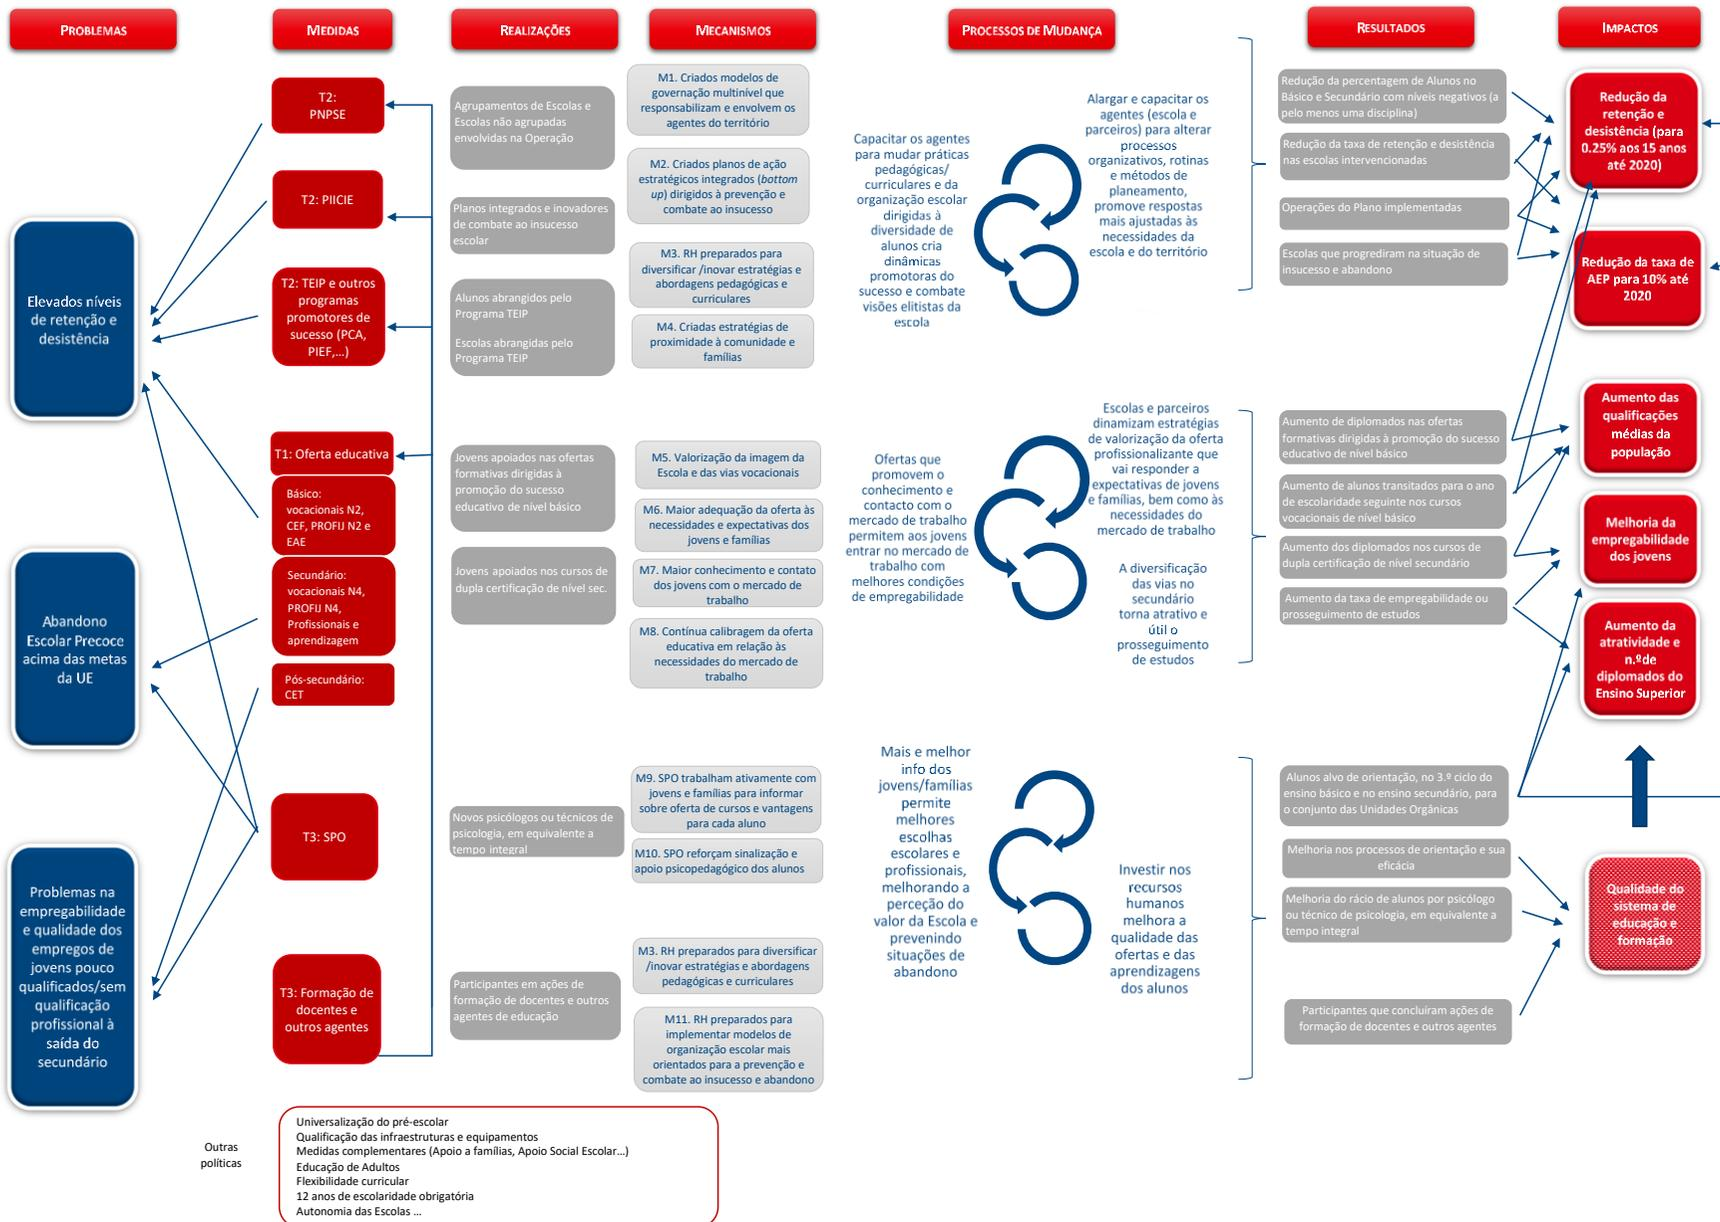 PROBLEMAS
MEDIDAS
REALIZAÇÕES
MECANISMOS
PROCESSOS DE MUDANÇA
RESULTADOS
IMPACTOS
Elevados níveis
de retenção e
desistência
Abandono
Escolar Precoce
acima das metas
da UE
Problemas na
empregabilidade
e qualidade dos
empregos de
jovens pouco
qualificados/sem
qualificação
profissional à
saída do
secundário
T2:
PNPSE
T2: PIICIE
T2: TEIP e outros
programas
promotores de
sucesso (PCA,
PIEF,...)
T1: Oferta educativa
Básico:
vocacionais N2,
CEF, PROFIJ N2 e
EAE
Secundário:
vocacionais N4,
PROFIJ N4,
Profissionais e
aprendizagem
Pós-secundário:
CET
T3: SPO
T3: Formação de
docentes e
outros agentes
Agrupamentos de Escolas e
Escolas não agrupadas
envolvidas na Operação
Planos integrados e inovadores
de combate ao insucesso
escolar
Alunos abrangidos pelo
Programa TEIP
Escolas abrangidas pelo
Programa TEIP
Jovens apoiados nas ofertas
formativas dirigidas à
promoção do sucesso
educativo de nível básico
Jovens apoiados nos cursos de
dupla certificação de nível sec.
Novos psicólogos ou técnicos de
psicologia, em equivalente a
tempo integral
Participantes em ações de
formação de docentes e outros
agentes de educação
M1. Criados modelos de
governação multinível que
responsabilizam e envolvem os
agentes do território
M2. Criados planos de ação
estratégicos integrados (bottom
up) dirigidos à prevenção e
combate ao insucesso
M3. RH preparados para
diversificar /inovar estratégias e
abordagens pedagógicas e
curriculares
M4. Criadas estratégias de
proximidade à comunidade e
famílias
M5. Valorização da imagem da
Escola e das vias vocacionais
M6. Maior adequação da oferta às
necessidades e expectativas dos
jovens e famílias
M7. Maior conhecimento e contato
dos jovens com o mercado de
trabalho
M8. Contínua calibragem da oferta
educativa em relação às
necessidades do mercado de
trabalho
M9. SPO trabalham ativamente com
jovens e famílias para informar
sobre oferta de cursos e vantagens
para cada aluno
M10. SPO reforçam sinalização e
apoio psicopedagógico dos alunos
M3. RH preparados para diversificar
/inovar estratégias e abordagens
pedagógicas e curriculares
M11. RH preparados para
implementar modelos de
organização escolar mais
orientados para a prevenção e
combate ao insucesso e abandono
Capacitar os agentes
para mudar práticas
pedagógicas/
curriculares e da
organização escolar
dirigidas à
diversidade de
alunos cria
dinâmicas
promotoras do
sucesso e combate
visões elitistas da
escola
Alargar e capacitar os
agentes (escola e
parceiros) para alterar
processos
organizativos, rotinas
e métodos de
planeamento,
promove respostas
mais ajustadas às
necessidades da
escola e do território
Ofertas que
promovem o
conhecimento e
contacto com o
mercado de trabalho
permitem aos jovens
entrar no mercado de
trabalho com
melhores condições
de empregabilidade
Escolas e parceiros
dinamizam estratégias
de valorização da oferta
profissionalizante que
vai responder a
expectativas de jovens
e famílias, bem como às
necessidades do
mercado de trabalho
A diversificação
das vias no
secundário
torna atrativo e
útil o
prosseguimento
de estudos
Mais e melhor
info dos
jovens/famílias
permite
melhores
escolhas
escolares e
profissionais,
melhorando a
perceção do
valor da Escola e
prevenindo
situações de
abandono
Investir nos
recursos
humanos
melhora a
qualidade das
ofertas e das
aprendizagens
dos alunos
Redução da percentagem de Alunos no
Básico e Secundário com níveis negativos (a
pelo menos uma disciplina)
Redução da taxa de retenção e desistência
nas escolas intervencionadas
Operações do Plano implementadas
Escolas que progrediram na situação de
insucesso e abandono
Aumento de diplomados nas ofertas
formativas dirigidas à promoção do sucesso
educativo de nível básico
Aumento de alunos transitados para o ano
de escolaridade seguinte nos cursos
vocacionais de nível básico
Aumento dos diplomados nos cursos de
dupla certificação de nível secundário
Aumento da taxa de empregabilidade ou
prosseguimento de estudos
Alunos alvo de orientação, no 3.º ciclo do
ensino básico e no ensino secundário, para
o conjunto das Unidades Orgânicas
Melhoria nos processos de orientação e sua
eficácia
Melhoria do rácio de alunos por psicólogo
ou técnico de psicologia, em equivalente a
tempo integral
Participantes que concluíram ações de
formação de docentes e outros agentes
Redução da
retenção e
desistência (para
0.25% aos 15 anos
até 2020)
Redução da taxa de
AEP para 10% até
2020
Aumento das
qualificações
médias da
população
Melhoria da
empregabilidade
dos jovens
Aumento da
atratividade e
n.ºde
diplomados do
Ensino Superior
Qualidade do
sistema de
educação e
formação
Outras
políticas
Universalização do pré-escolar
Qualificação das infraestruturas e equipamentos
Medidas complementares (Apoio a famílias, Apoio Social Escolar...)
Educação de Adultos
Flexibilidade curricular
12 anos de escolaridade obrigatória
Autonomia das Escolas ...